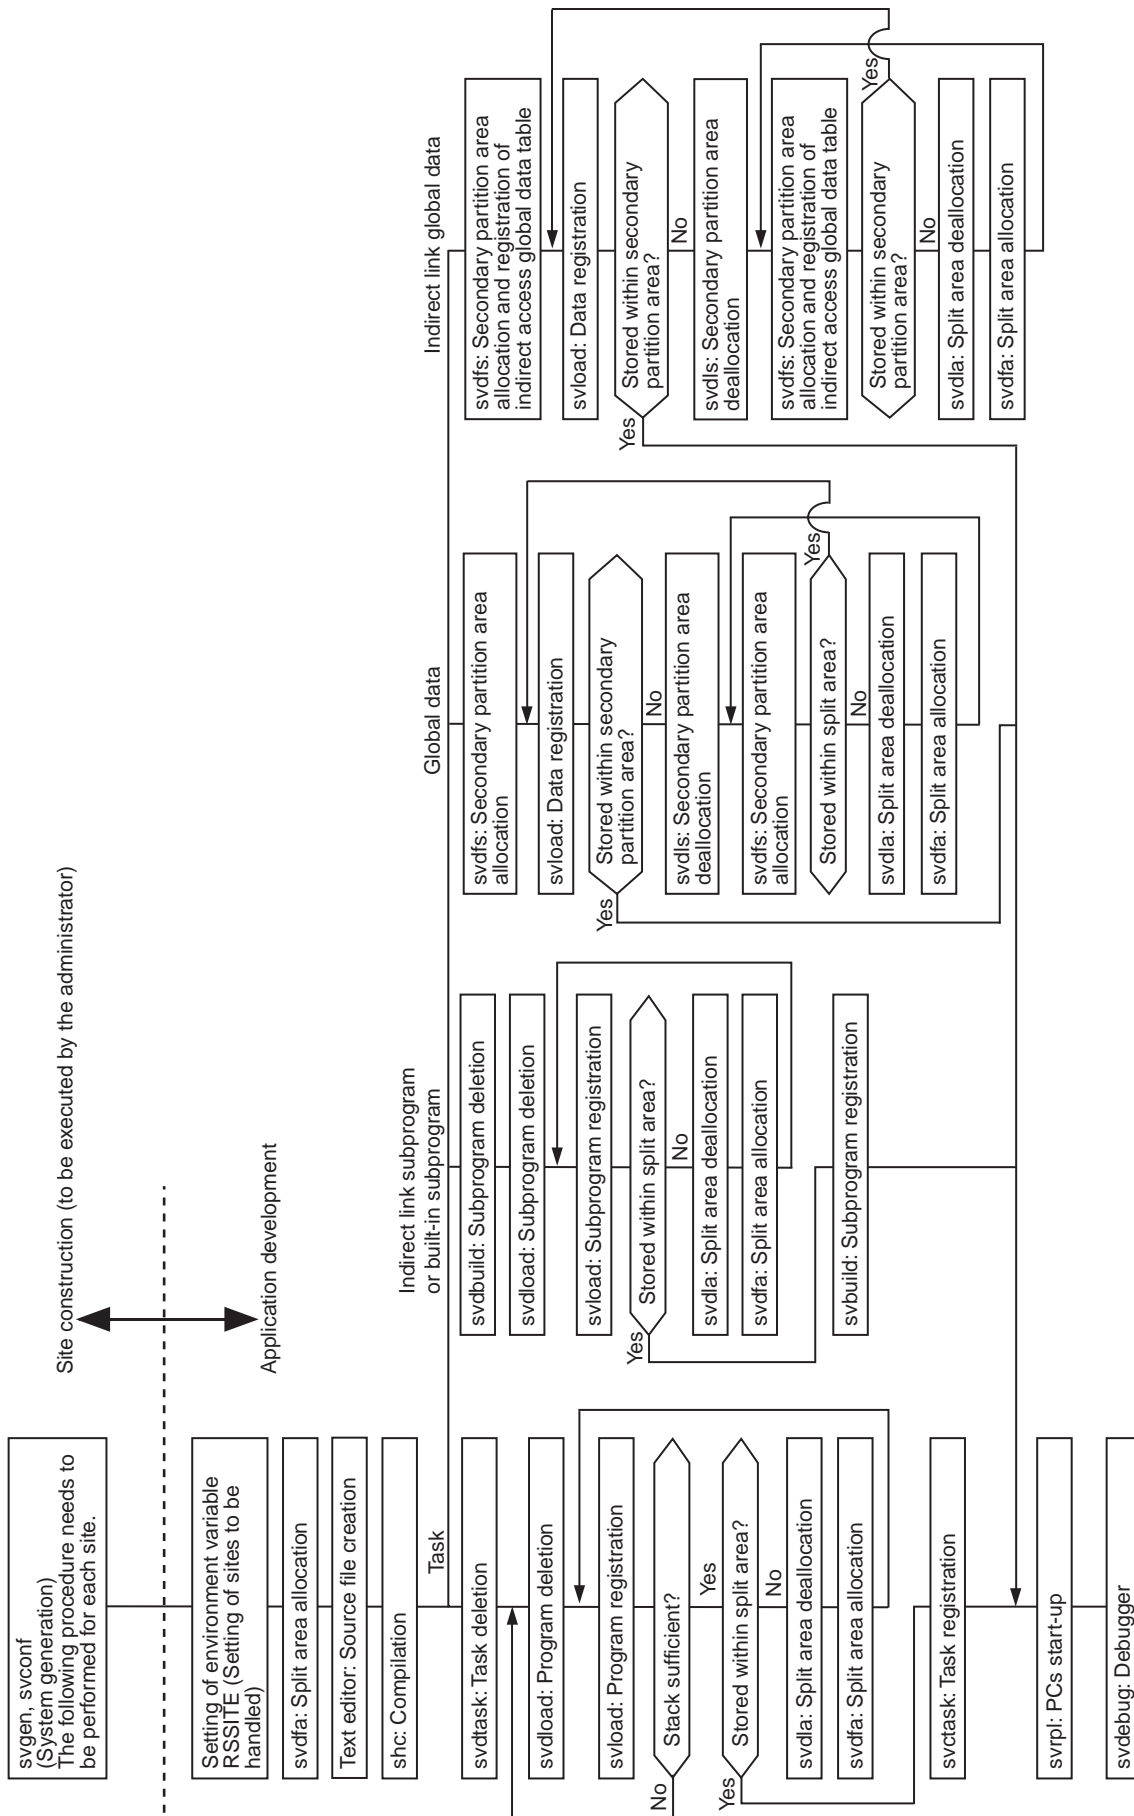 svgen, svconf
(System generation)
The following procedure needs to
be performed for each site.
Site construction (to be executed by the administrator)
Application development
Setting of environment variable
RSSITE (Setting of sites to be
handled)
svdfa: Split area allocation
Text editor: Source file creation
shc: Compilation
Task
svdtask: Task deletion
svdload: Program deletion
svload: Program registration
Stack sufficient?
No
Yes
Stored within split area?
Yes
No
svdla: Split area deallocation
svdfa: Split area allocation
svctask: Task registration
svrpl: PCs start-up
svdebug: Debugger
Indirect link subprogram
or built-in subprogram
svdbuild: Subprogram deletion
svdload: Subprogram deletion
svload: Subprogram registration
Stored within split area?
Yes
No
svdla: Split area deallocation
svdfa: Split area allocation
svbuild: Subprogram registration
Global data
svdfs: Secondary partition area
allocation
svload: Data registration
Stored within secondary
partition area?
Yes
No
svdls: Secondary partition area
deallocation
svdfs: Secondary partition area
allocation
Stored within split area?
Yes
No
svdla: Split area deallocation
svdfa: Split area allocation
Indirect link global data
svdfs: Secondary partition area
allocation and registration of
indirect access global data table
svload: Data registration
Stored within secondary
partition area?
Yes
No
svdls: Secondary partition area
deallocation
svdfs: Secondary partition area
allocation and registration of
indirect access global data table
Stored within secondary
partition area?
Yes
No
svdla: Split area deallocation
svdfa: Split area allocation